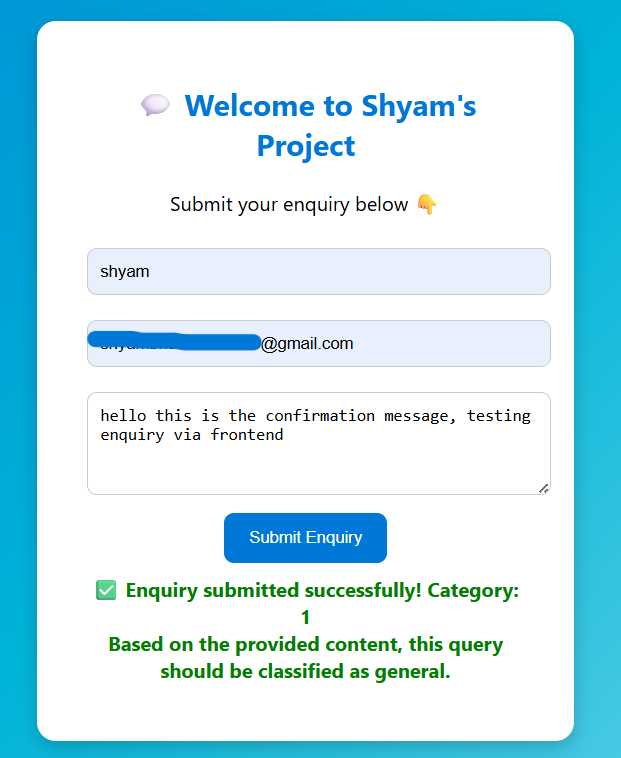 💬 Welcome to Shyam's
Project
Submit your enquiry below 👇
shyam
@gmail.com
hello this is the confirmation message, testing
enquiry via frontend
Submit Enquiry
✅ Enquiry submitted successfully! Category:
1
Based on the provided content, this query
should be classified as general.